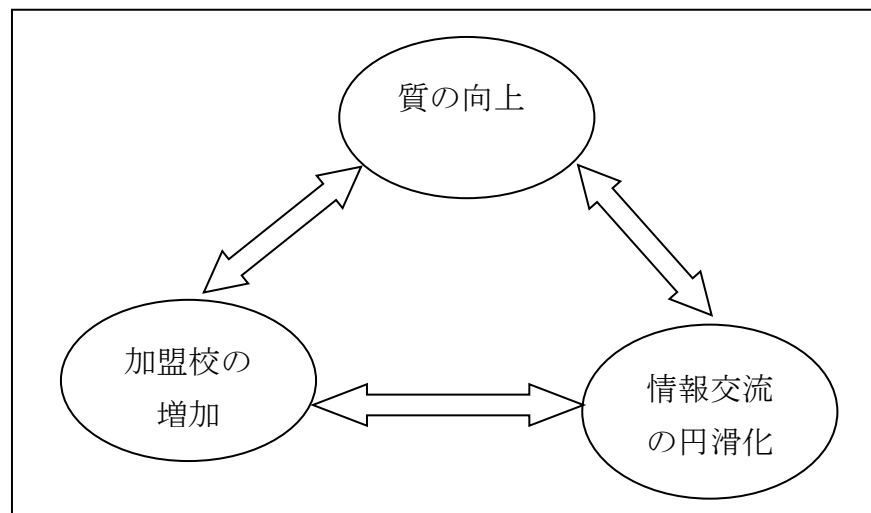 質の向上
加盟校の
増加
情報交流
の円滑化